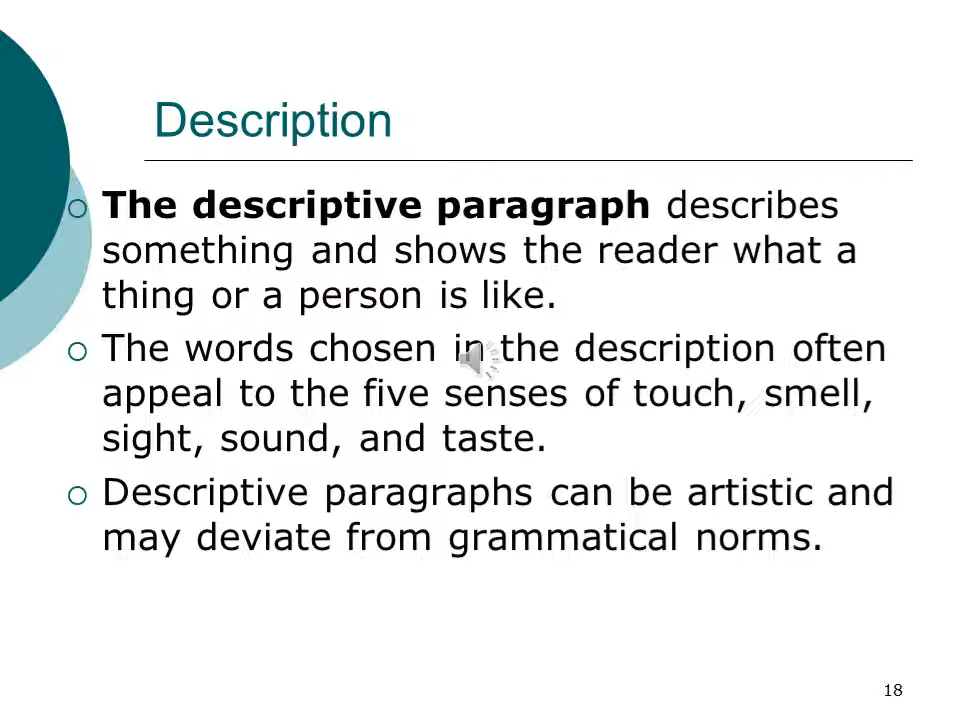 Description
The descriptive paragraph describes
something and shows the reader what a
thing or a person is like.
The words chosen in the description often
appeal to the five senses of touch, smell,
sight, sound, and taste.
Descriptive paragraphs can be artistic and
may deviate from grammatical norms.
18